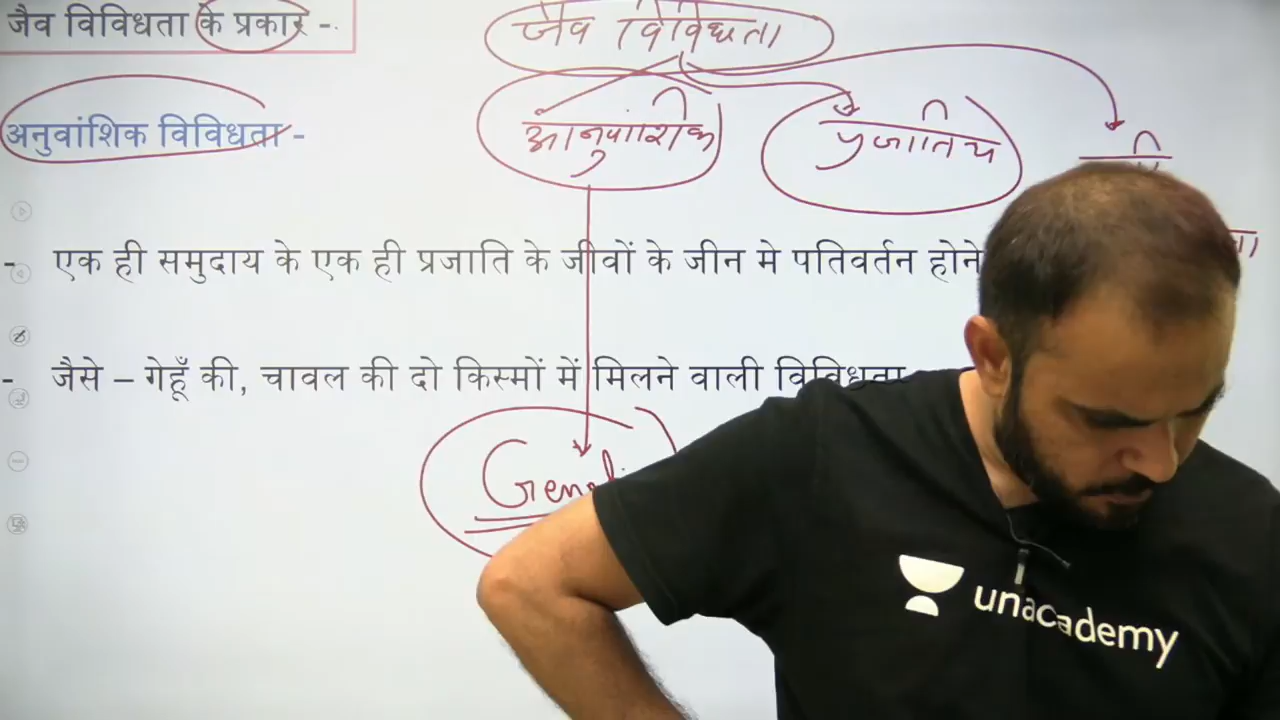 जैव विविधता के प्रकार -
जैव विविधता
अनुवांशिक विविधता -
आनुवांशिक
प्रजातिय
- एक ही समुदाय के एक ही प्रजाति के जीवों के जीन मे पतिवर्तन होने
- जैसे – गेहूँ की, चावल की दो किस्मों में मिलने वाली विविधता
unacademy